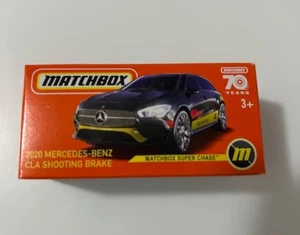 MATCHBOX
MATCHBOX
70
YEARS
3+
2020 MERCEDES-BENZ
CLA SHOOTING BRAKE
MATCHBOX SUPER CHASE
M